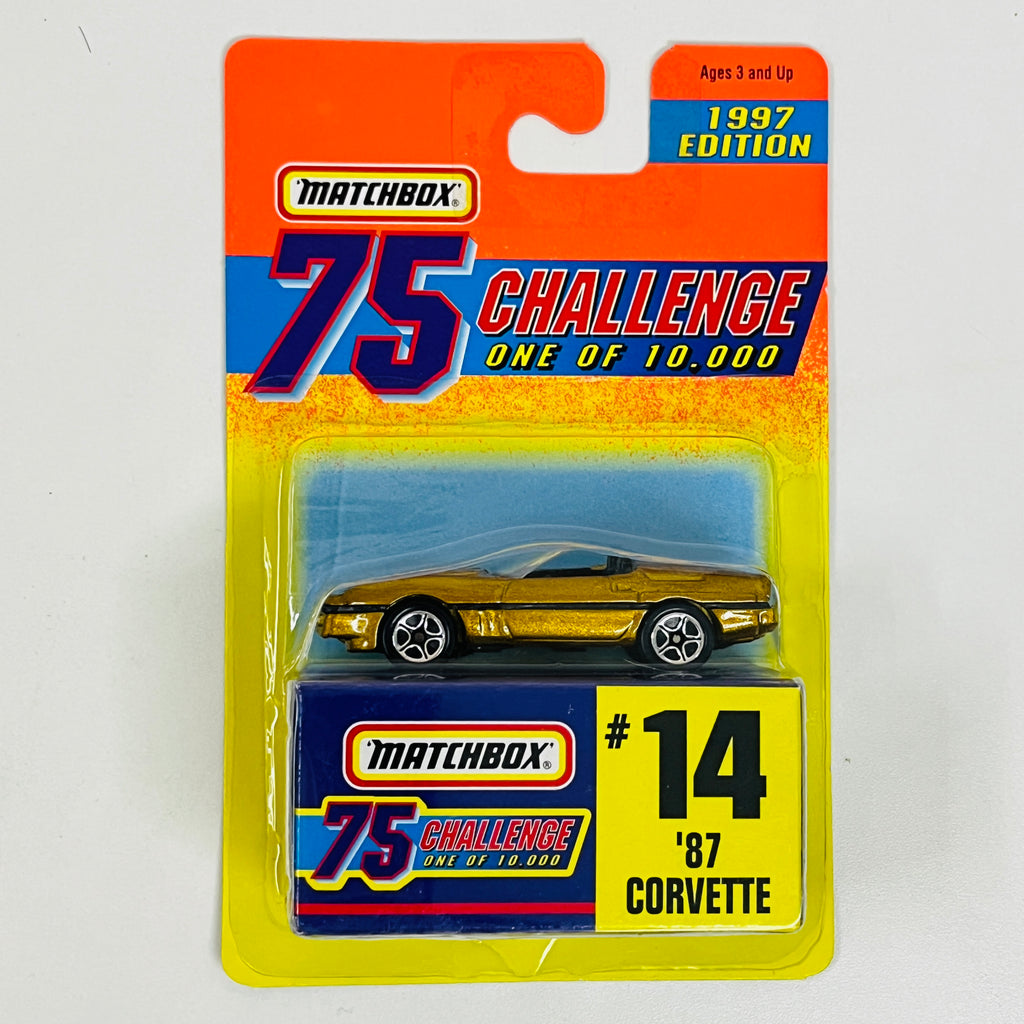 Ages 3 and Up
1997
EDITION
'MATCHBOX'®
75 CHALLENGE
ONE OF 10.000
'MATCHBOX'®
75 CHALLENGE
ONE OF 10.000
#14
'87
CORVETTE